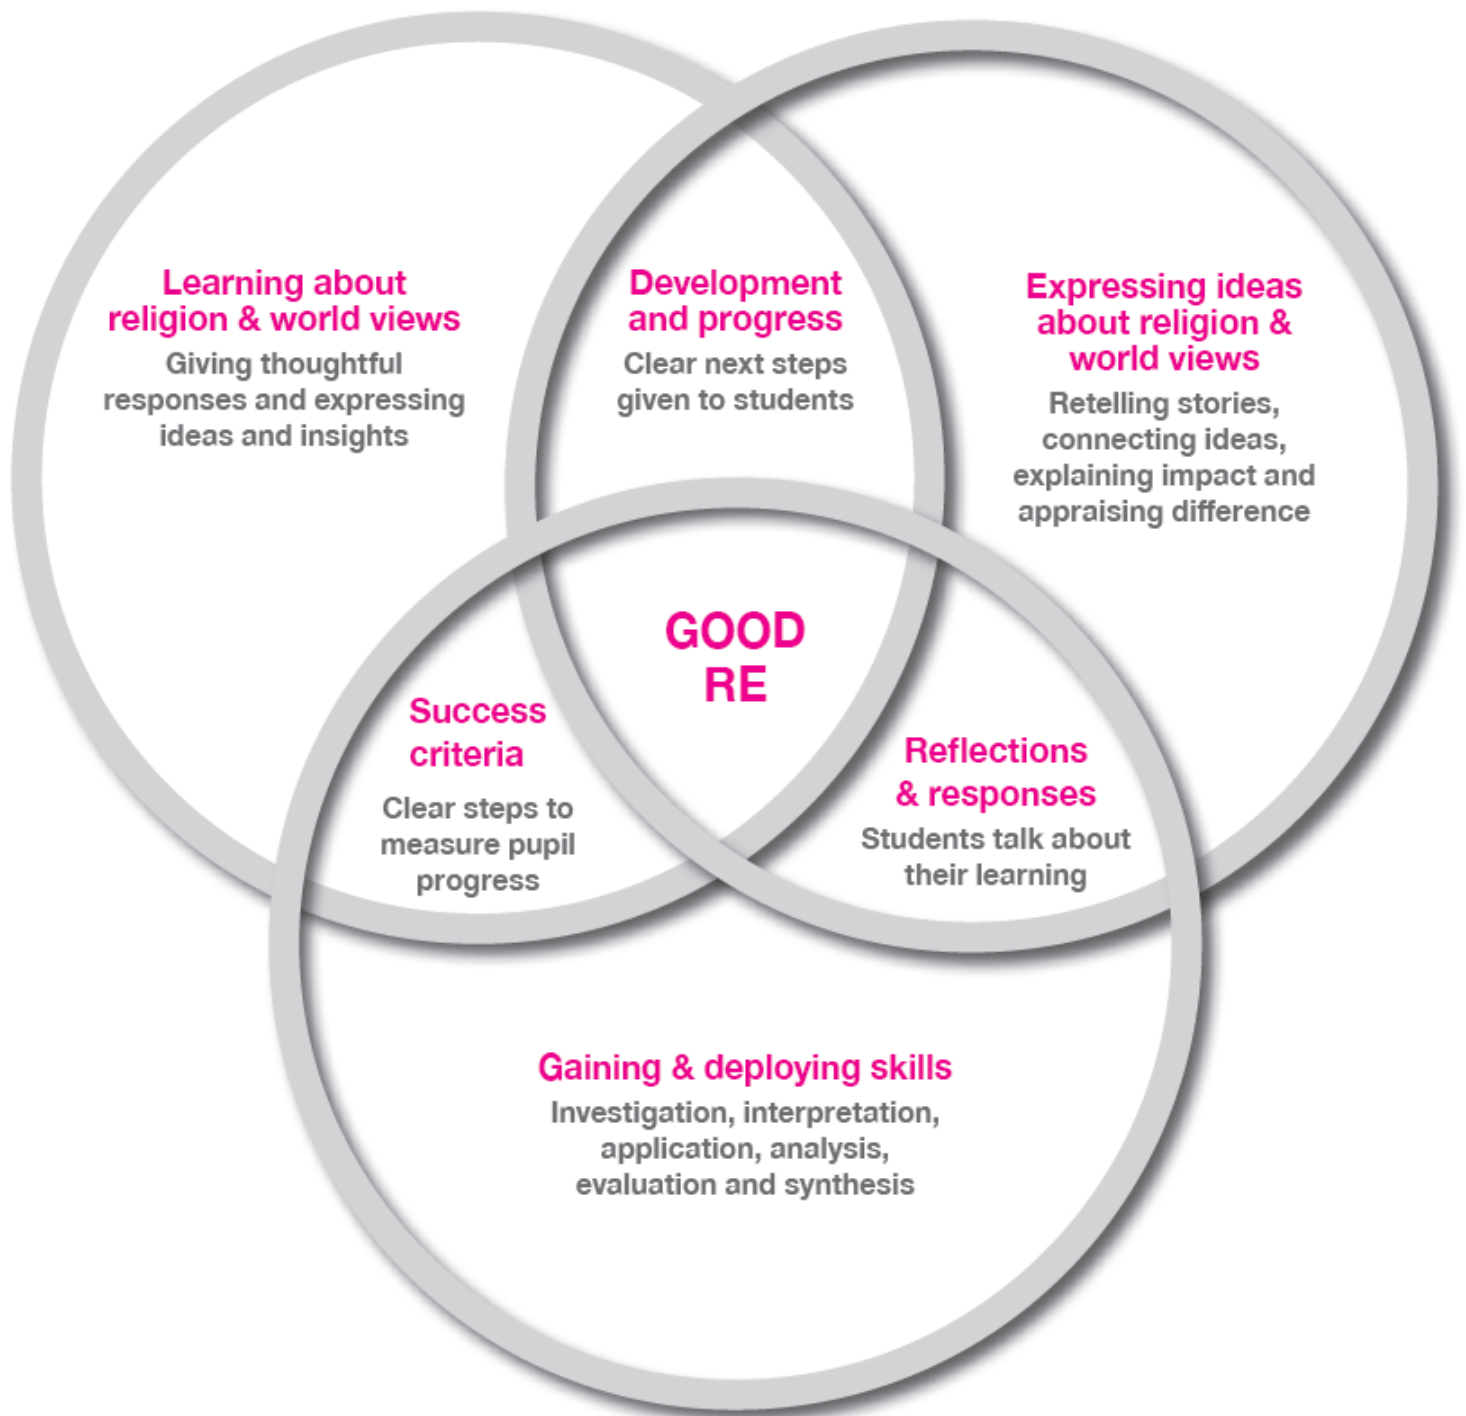 Learning about
religion & world views
Giving thoughtful
responses and expressing
ideas and insights
Development
and progress
Clear next steps
given to students
Expressing ideas
about religion &
world views
Retelling stories,
connecting ideas,
explaining impact and
appraising difference
GOOD
RE
Success
criteria
Clear steps to
measure pupil
progress
Reflections
& responses
Students talk about
their learning
Gaining & deploying skills
Investigation, interpretation,
application, analysis,
evaluation and synthesis